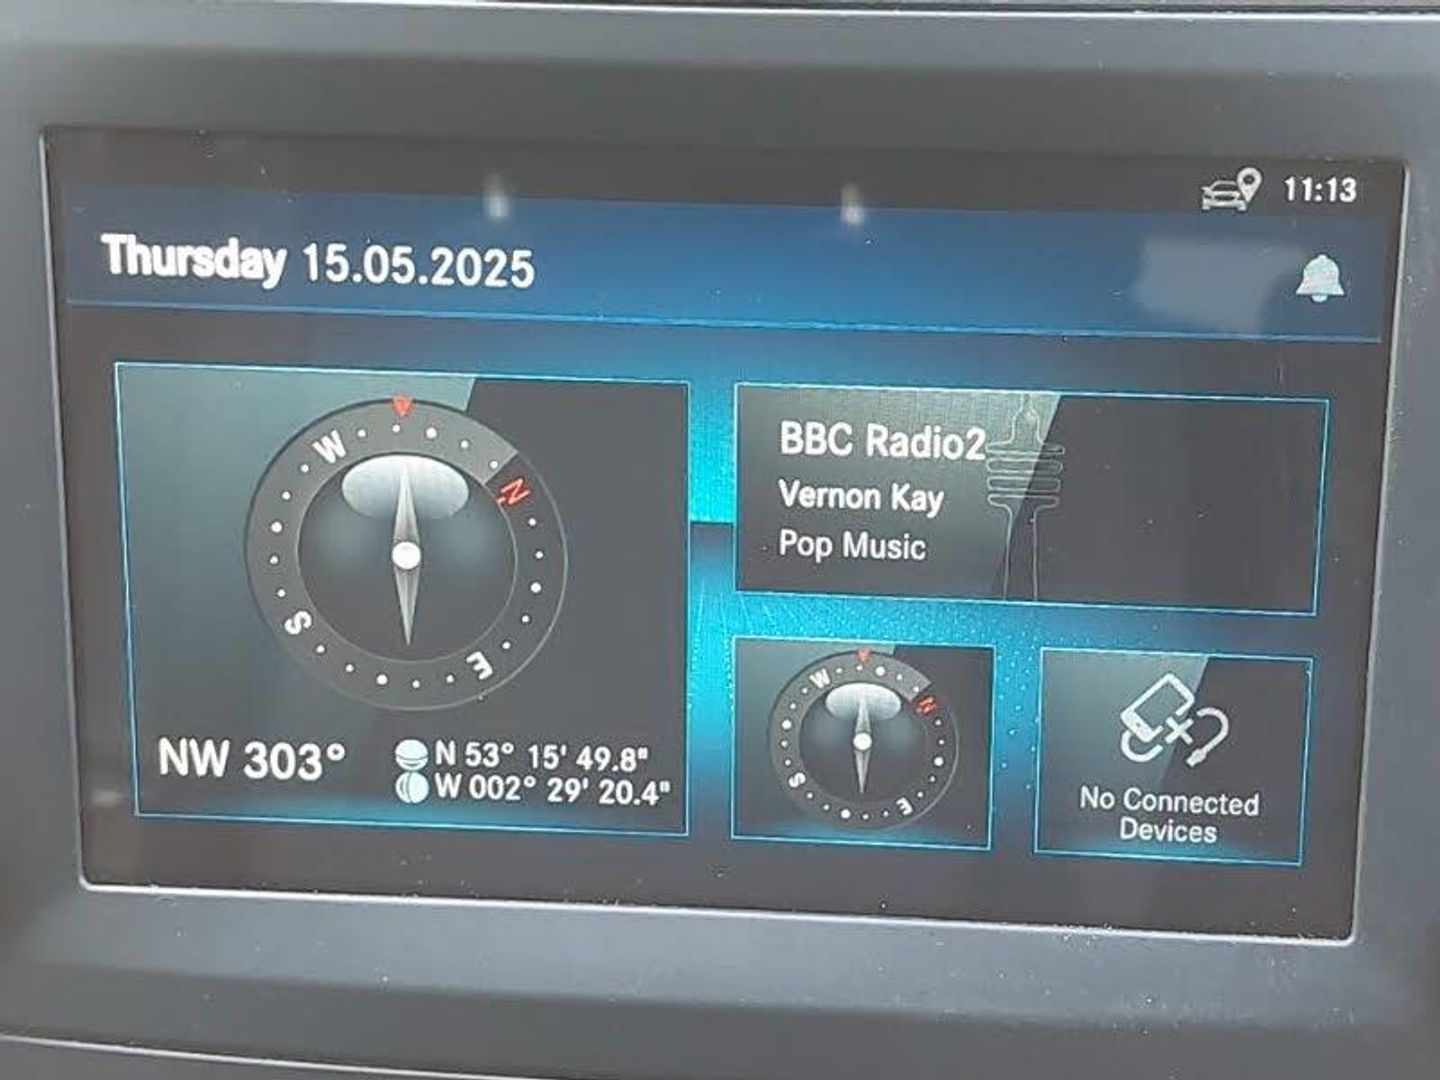 11:13
Thursday 15.05.2025
W
N
S
E
NW 303°
N 53° 15' 49.8"
W 002° 29' 20.4"
BBC Radio2
Vernon Kay
Pop Music
W
N
S
E
No Connected
Devices